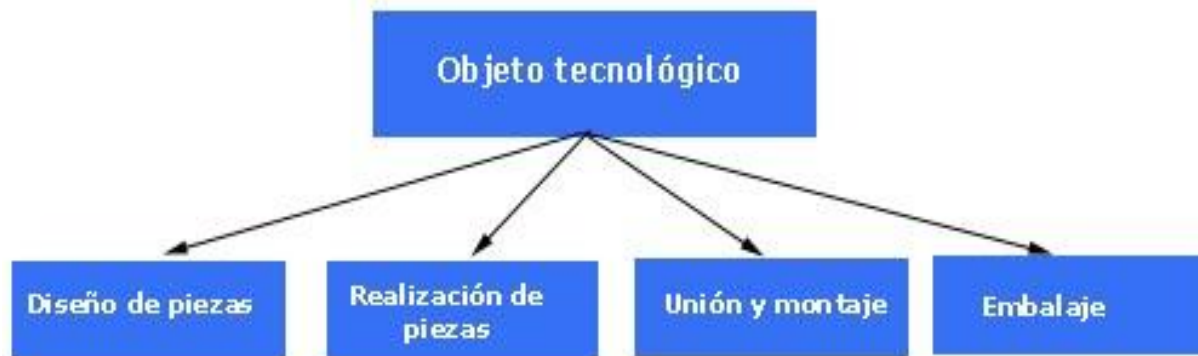 Objeto tecnológico
Diseño de piezas
Realización de
piezas
Unión y montaje
Embalaje